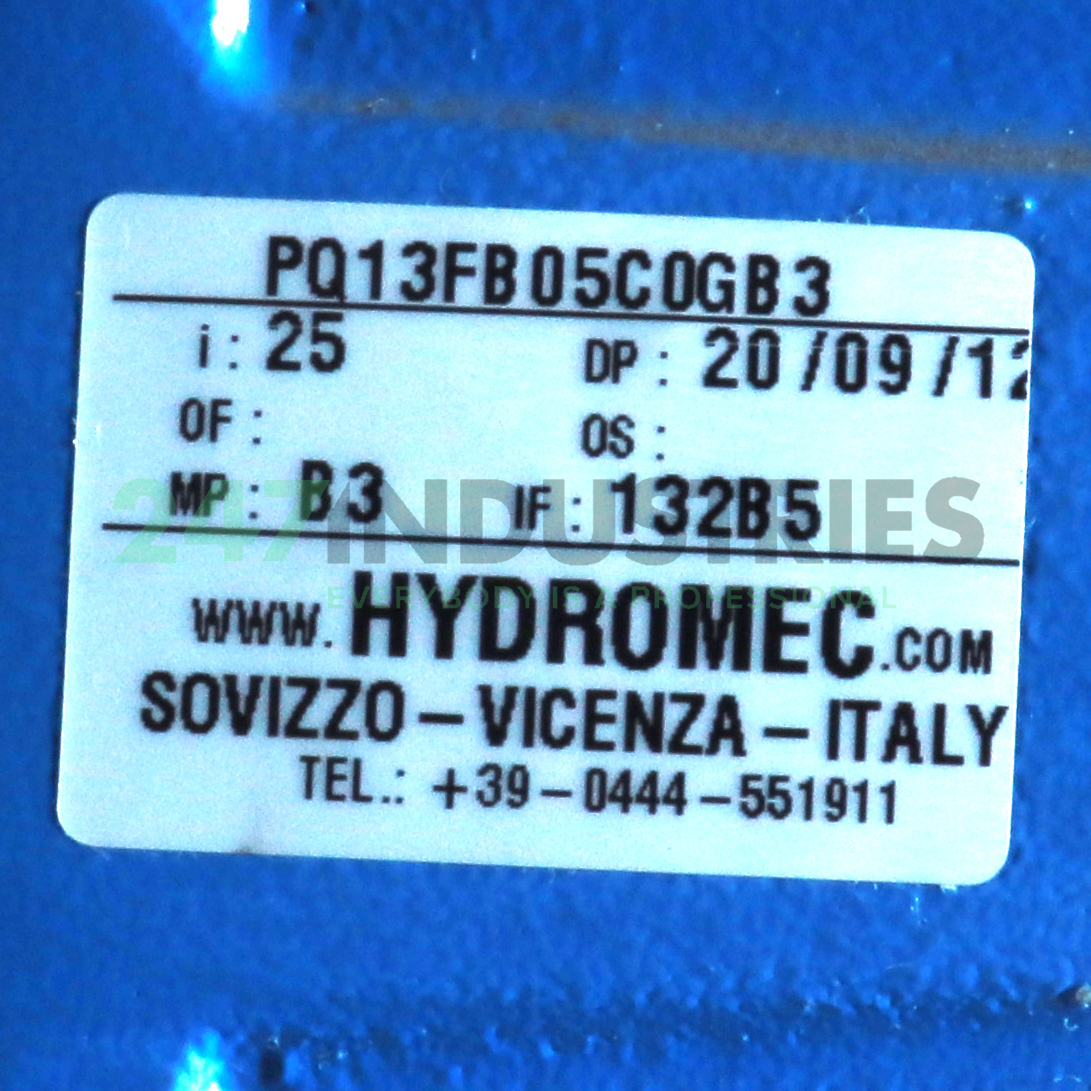 PQ13FB05C0GB3
i: 25 DP: 20/09/12
OF: OS:
MP: B3 IF: 132B5
247INDUSTRIES
EVERYBODY IS A PROFESSIONAL
www.HYDROMEC.COM
SOVIZZO – VICENZA – ITALY
TEL.: +39–0444–551911